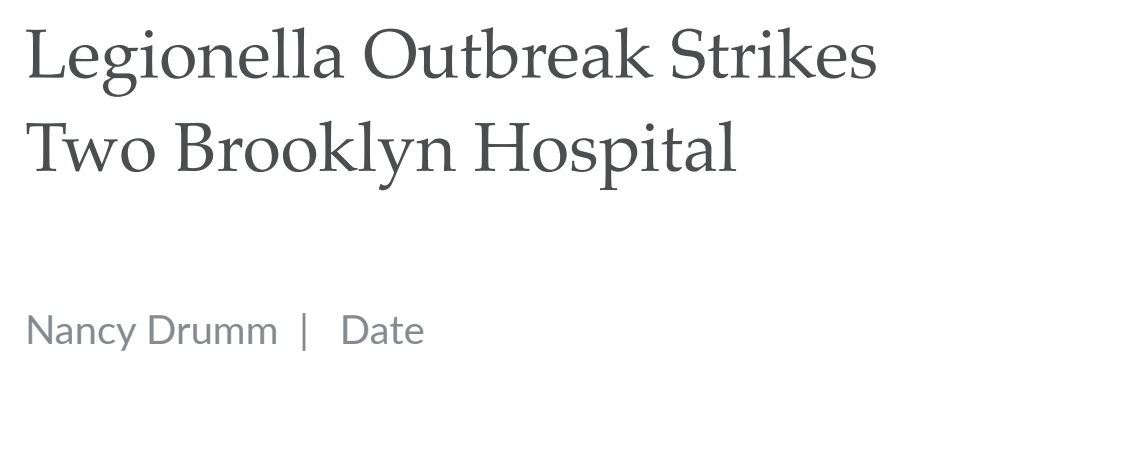 Legionella Outbreak Strikes
Two Brooklyn Hospital
Nancy Drumm | Date